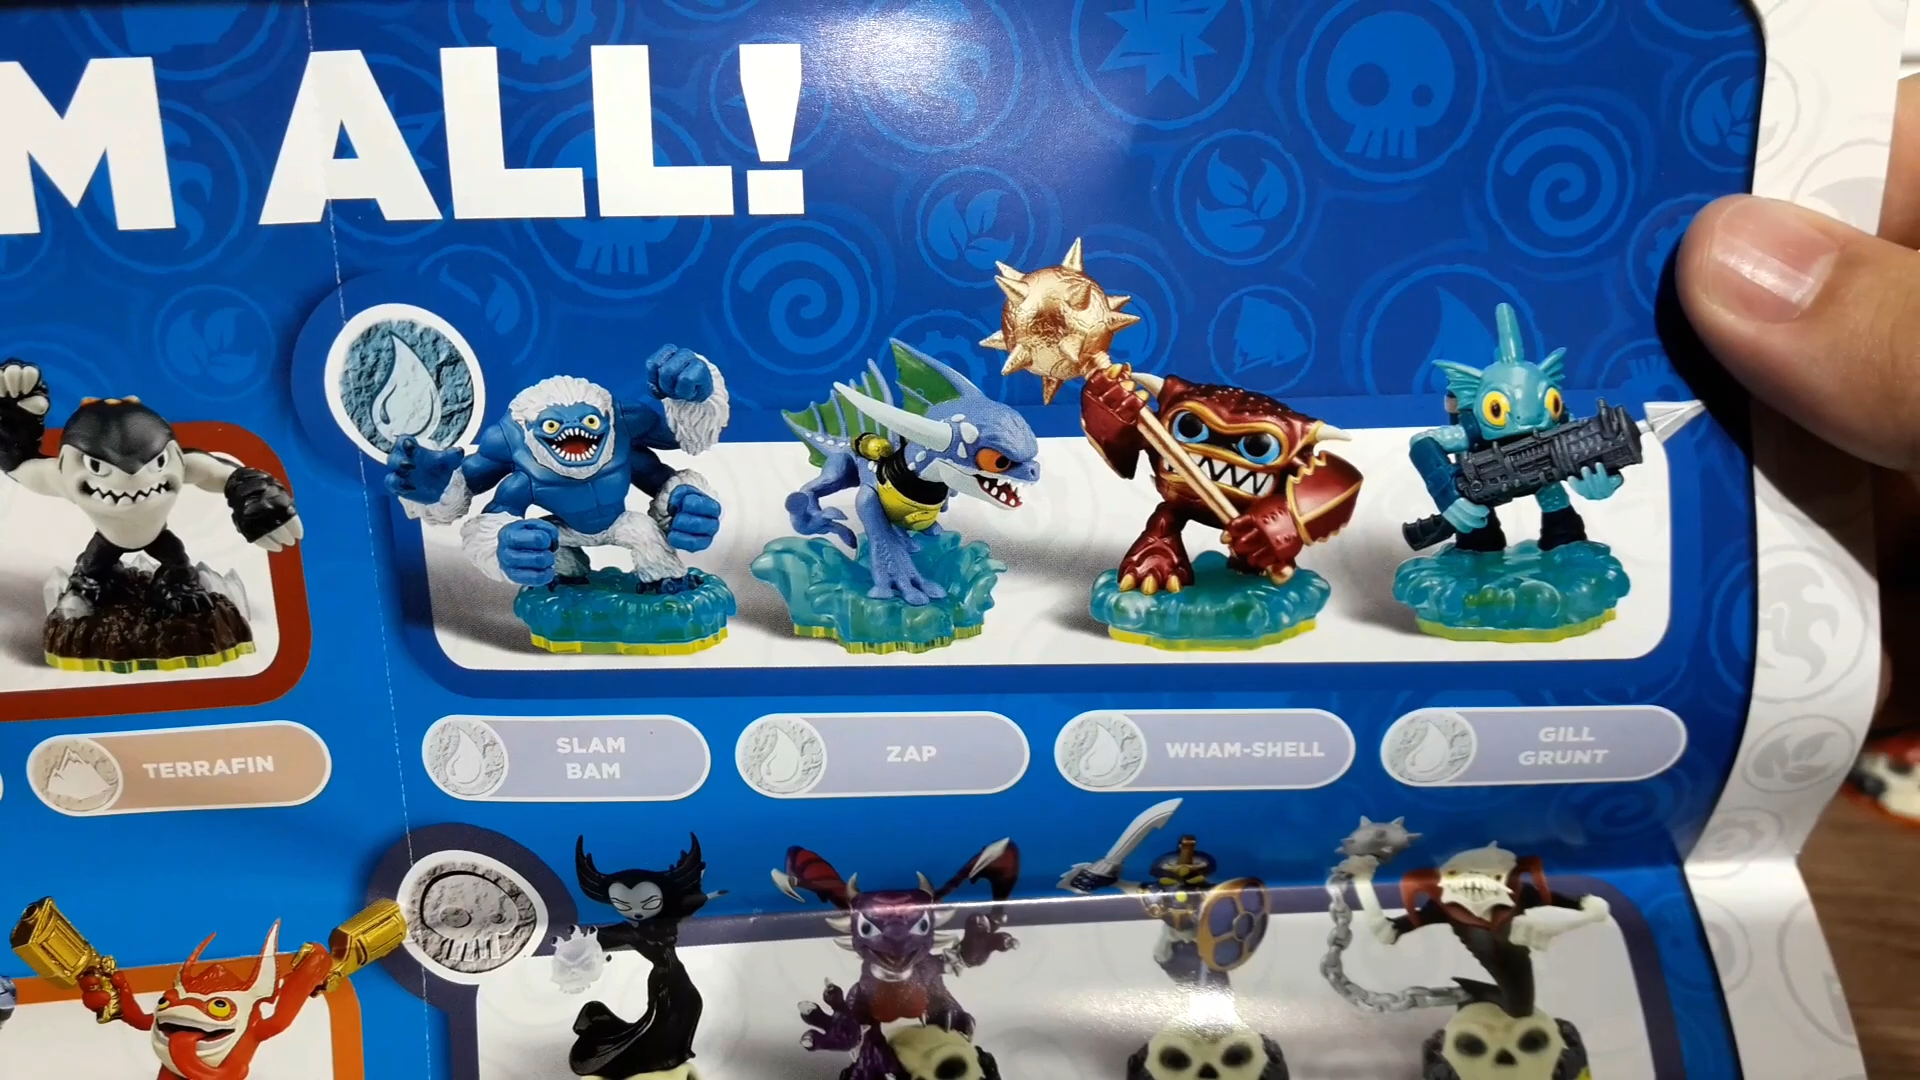 M ALL!
TERRAFIN
SLAM
BAM
ZAP
WHAM-SHELL
GILL
GRUNT